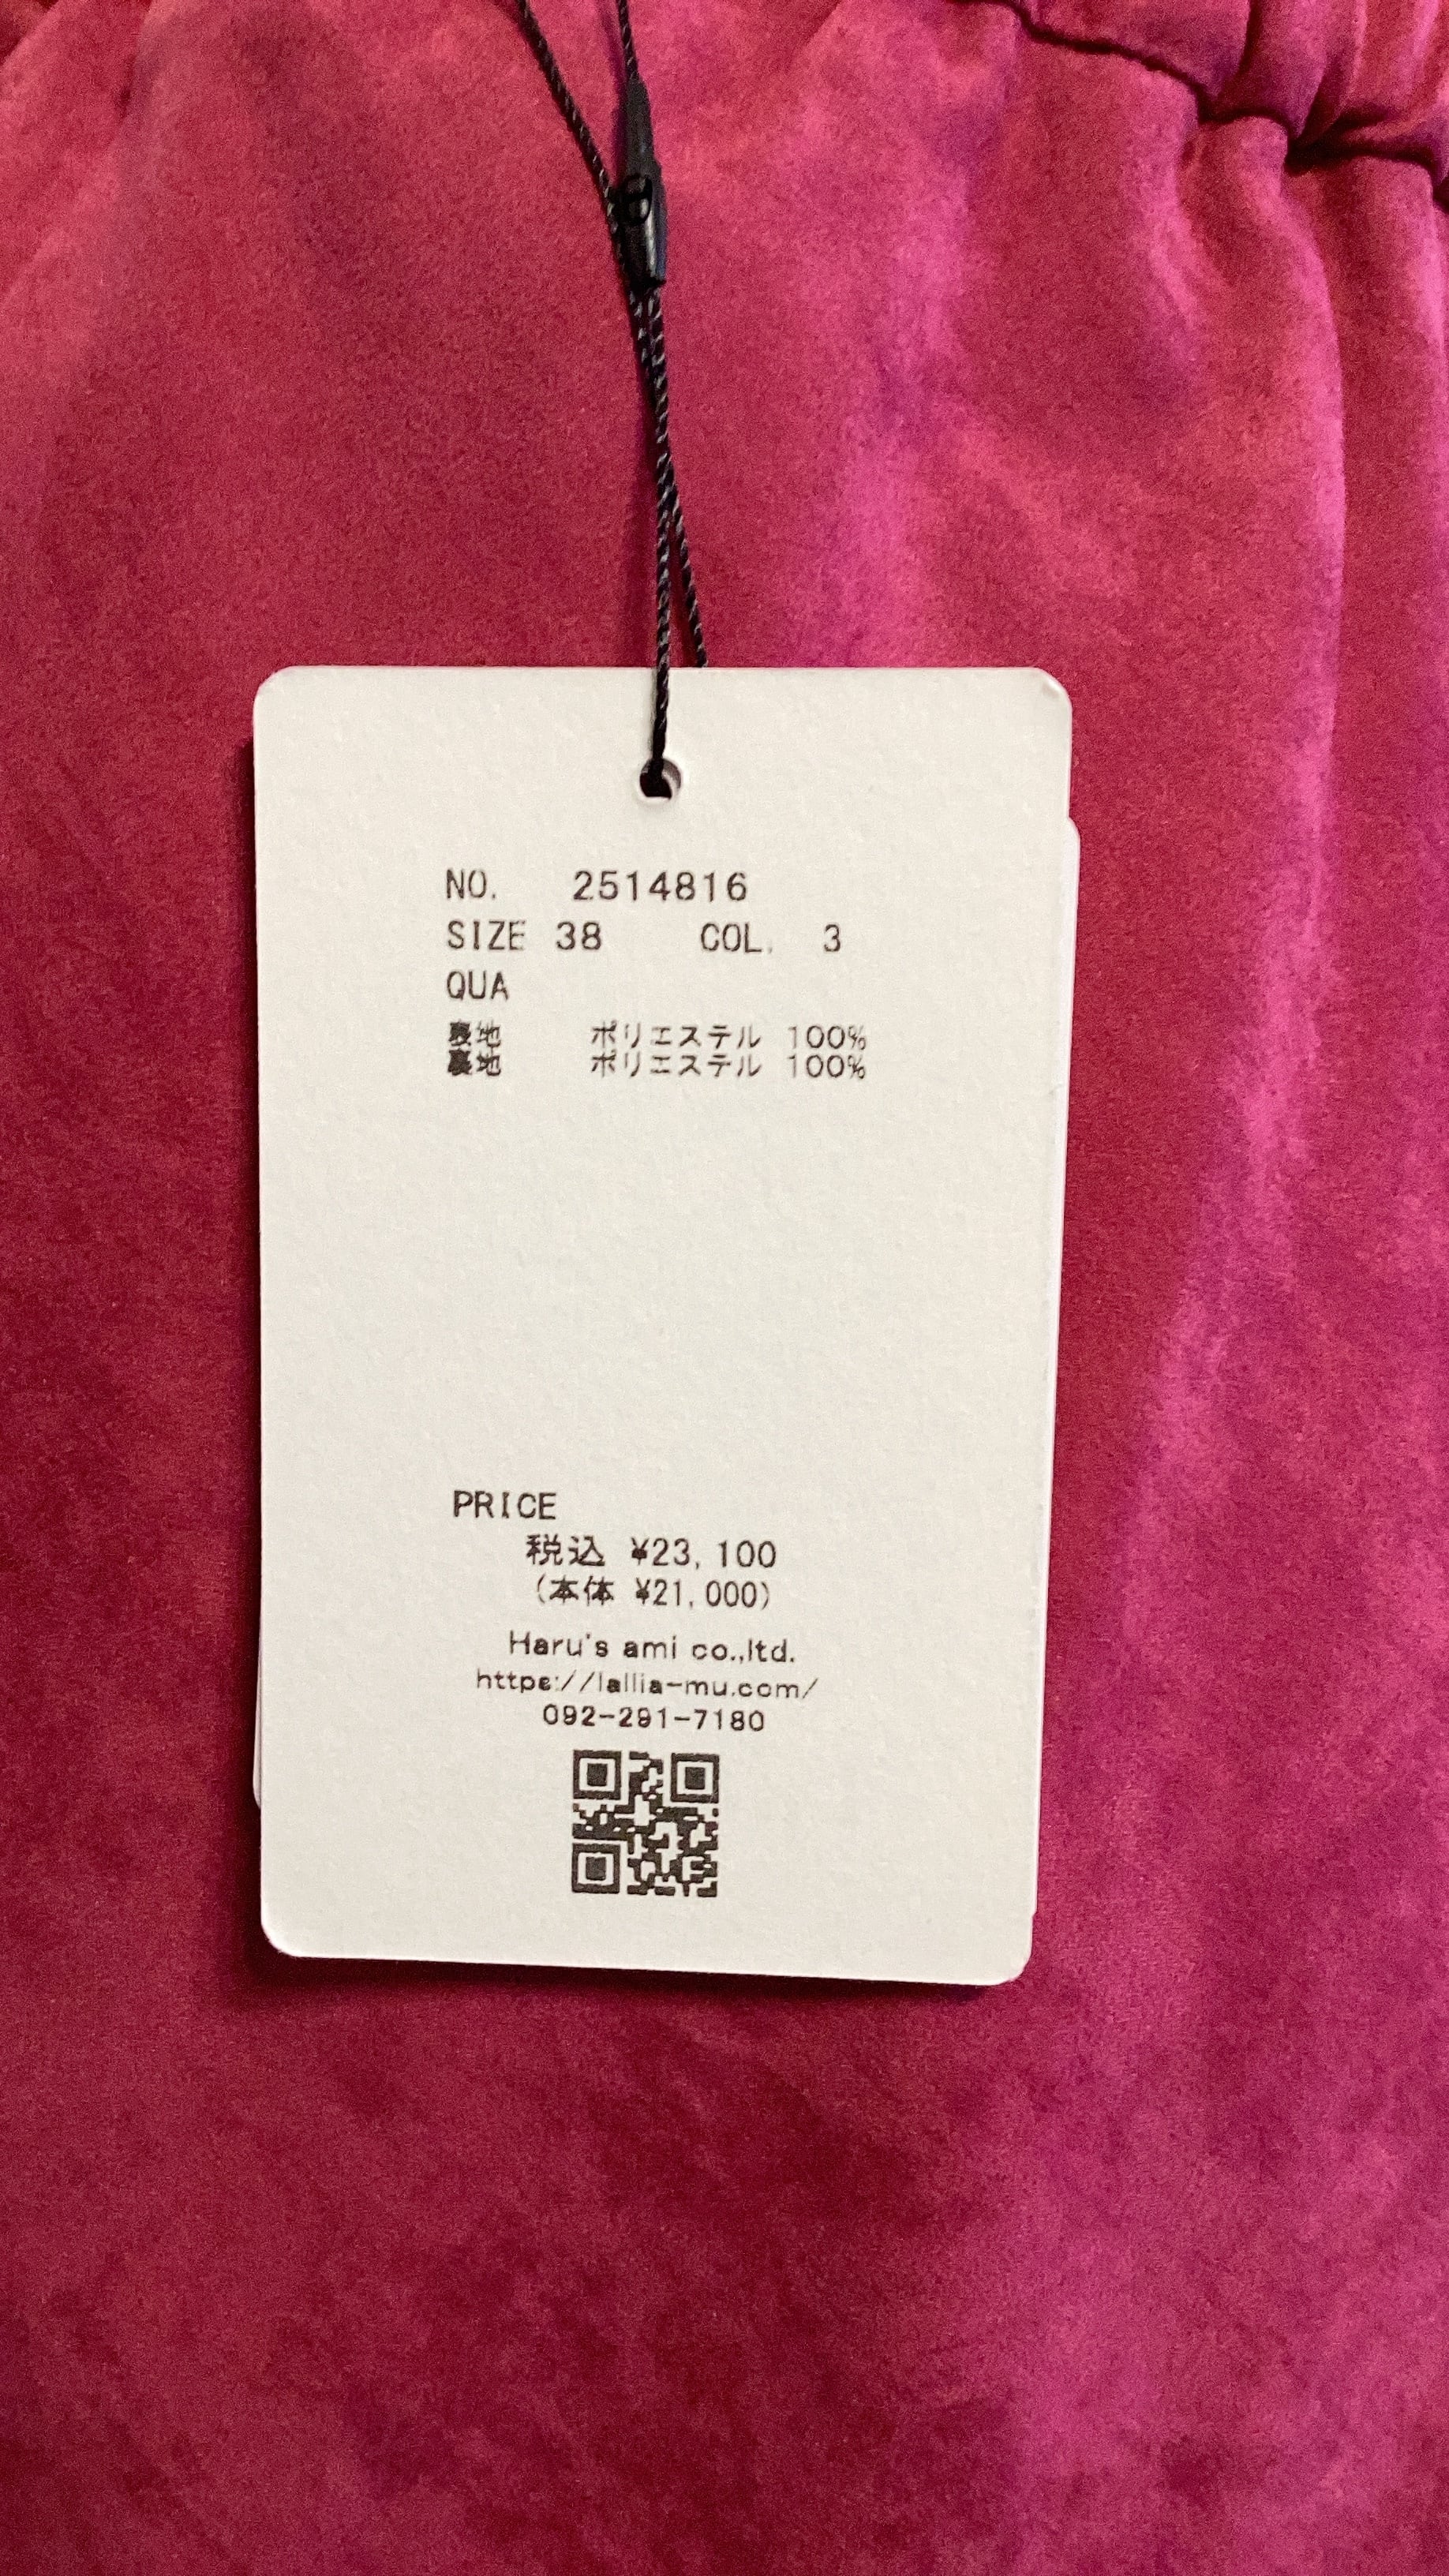 NO. 2514816
SIZE 38 COL. 3
QUA
表地 ポリエステル 100%
裏地 ポリエステル 100%
PRICE
税込 ¥23,100
(本体 ¥21,000)
Haru's ami co.,ltd.
https://lallia-mu.com/
092-291-7180